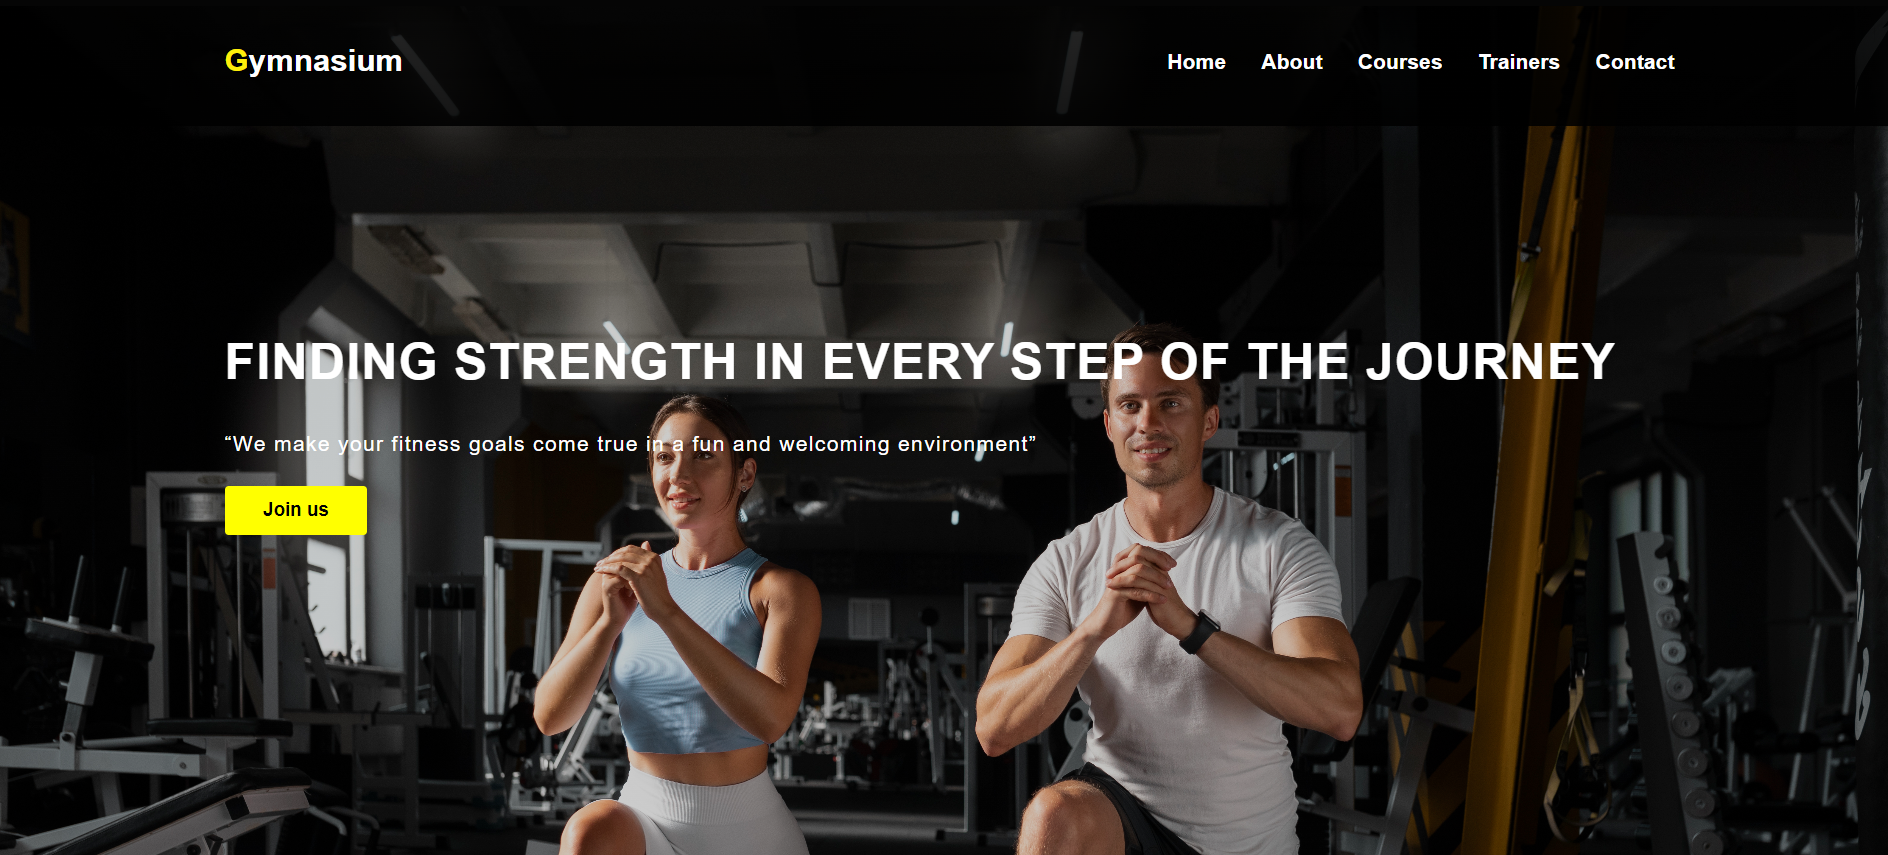 Gymnasium
Home About Courses Trainers Contact
FINDING STRENGTH IN EVERY STEP OF THE JOURNEY
“We make your fitness goals come true in a fun and welcoming environment”
Join us